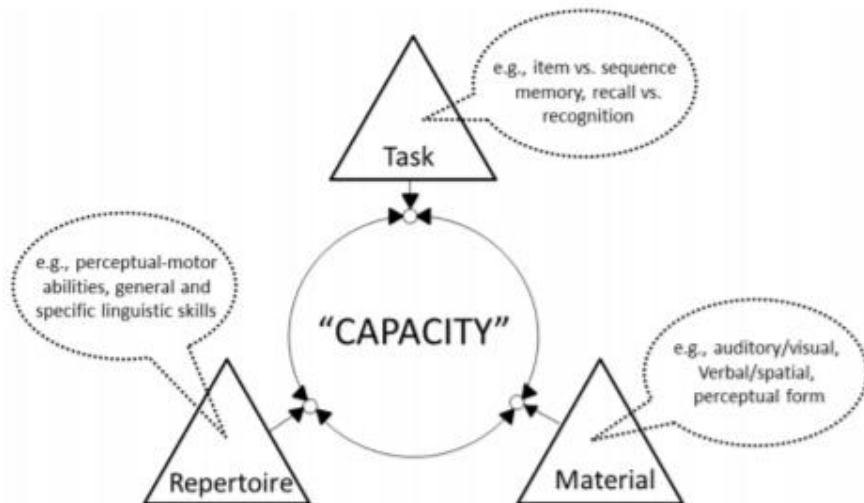 e.g., item vs. sequence
memory, recall vs.
recognition
Task
e.g., perceptual-motor
abilities, general and
specific linguistic skills
“CAPACITY”
e.g., auditory/visual,
Verbal/spatial,
perceptual form
Repertoire
Material